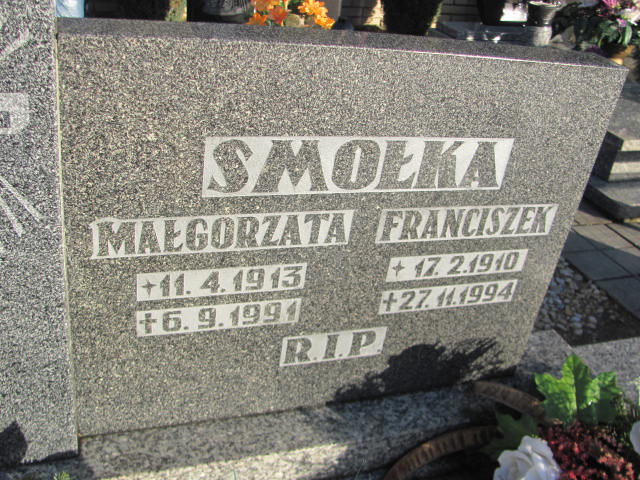 SMOŁKA
MAŁGORZATA FRANCISZEK
+11.4.1913 +17.2.1910
+6.9.1991 +27.11.1994
R.I.P.